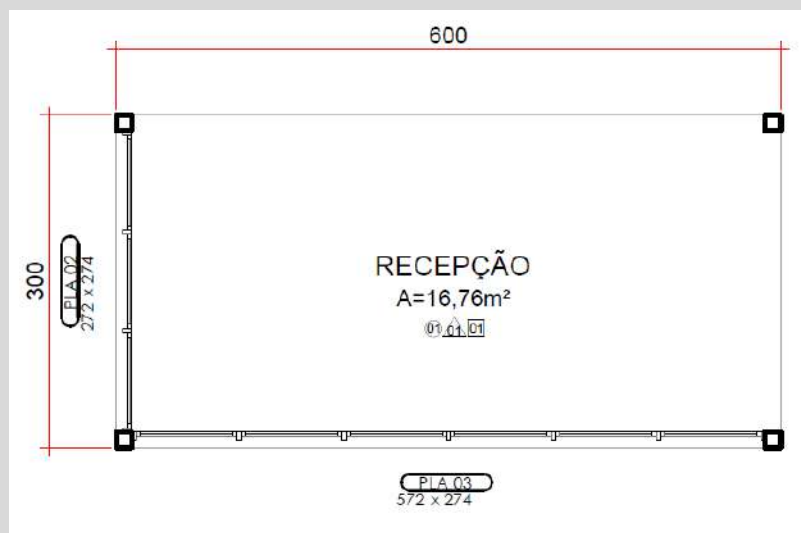 600
300
PLA 02
272 x 274
RECEPÇÃO
A=16,76m²
01 01 01
PLA 03
572 x 274